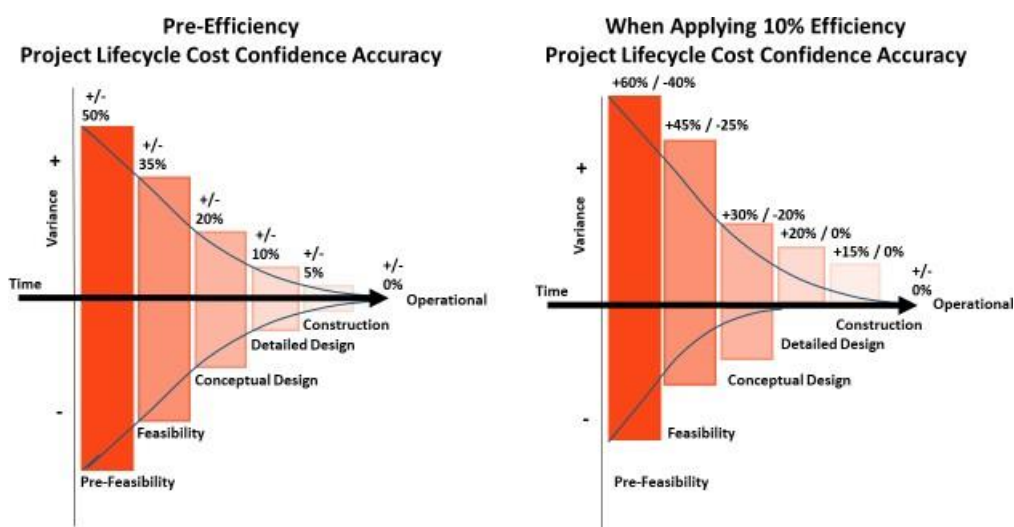 Pre-Efficiency
Project Lifecycle Cost Confidence Accuracy
+/-
50%
+/-
35%
+/-
20%
+/-
10%
+/-
5%
+/-
0%
+
Variance
-
Time
Operational
Construction
Detailed Design
Conceptual Design
Feasibility
Pre-Feasibility
When Applying 10% Efficiency
Project Lifecycle Cost Confidence Accuracy
+60% / -40%
+45% / -25%
+30% / -20%
+20% / 0%
+15% / 0%
+/-
0%
+
Variance
-
Time
Operational
Construction
Detailed Design
Conceptual Design
Feasibility
Pre-Feasibility